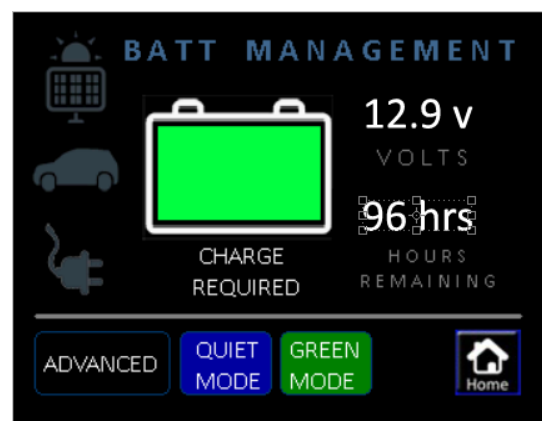 BATT MANAGEMENT
12.9 v
VOLTS
96 hrs
HOURS
REMAINING
CHARGE
REQUIRED
ADVANCED
QUIET
MODE
GREEN
MODE
Home